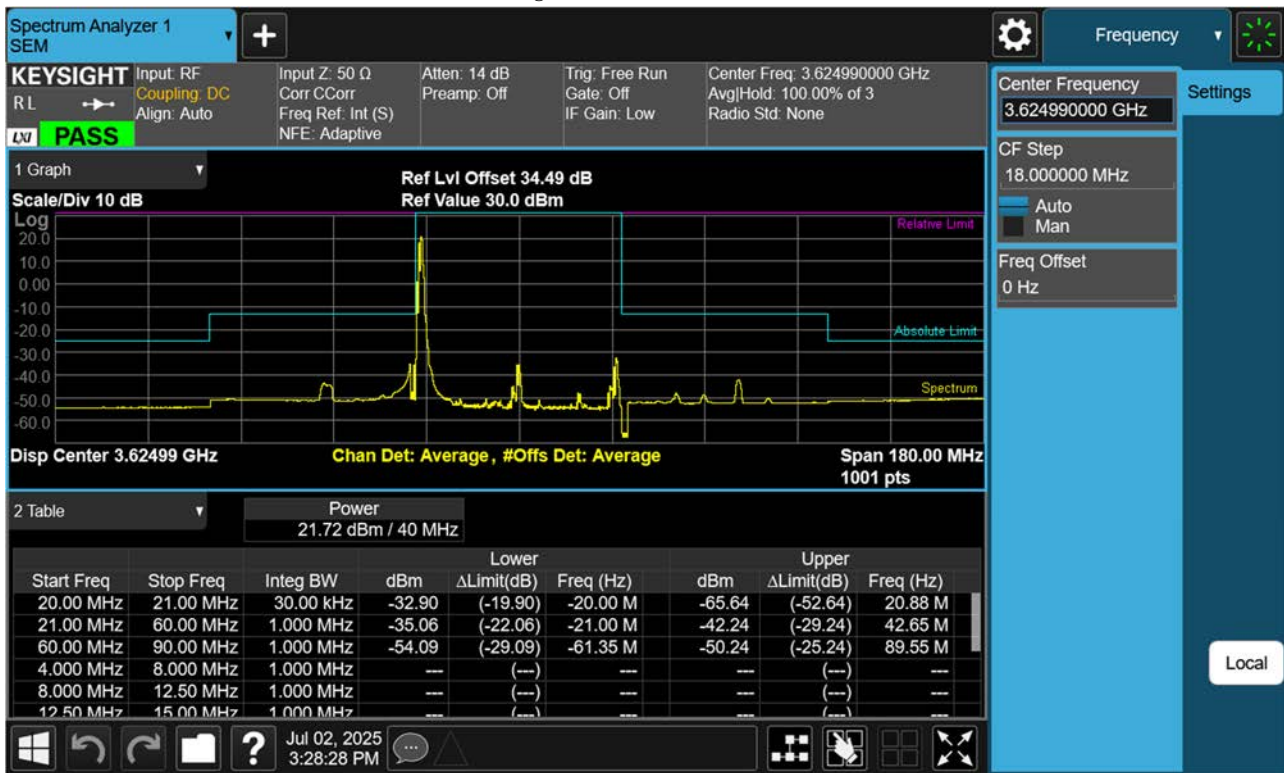 Spectrum Analyzer 1
SEM
Frequency
KEYSIGHT
R L
LXI PASS
Input: RF
Coupling: DC
Align: Auto
Input Z: 50 Ω
Corr CCorr
Freq Ref: Int (S)
NFE: Adaptive
Atten: 14 dB
Preamp: Off
Trig: Free Run
Gate: Off
IF Gain: Low
Center Freq: 3.624990000 GHz
Avg|Hold: 100.00% of 3
Radio Std: None
Center Frequency
3.624990000 GHz
Settings
CF Step
18.000000 MHz
Auto
Man
Freq Offset
0 Hz
Local
1 Graph
Scale/Div 10 dB
Ref Lvl Offset 34.49 dB
Ref Value 30.0 dBm
Log
20.0
10.0
0.00
-10.0
-20.0
-30.0
-40.0
-50.0
-60.0
Relative Limit
Absolute Limit
Spectrum
Disp Center 3.62499 GHz
Chan Det: Average , #Offs Det: Average
Span 180.00 MHz
1001 pts
2 Table
Power
21.72 dBm / 40 MHz
Lower Upper
Start Freq Stop Freq Integ BW dBm ΔLimit(dB) Freq (Hz) dBm ΔLimit(dB) Freq (Hz)
20.00 MHz 21.00 MHz 30.00 kHz -32.90 (-19.90) -20.00 M -65.64 (-52.64) 20.88 M
21.00 MHz 60.00 MHz 1.000 MHz -35.06 (-22.06) -21.00 M -42.24 (-29.24) 42.65 M
60.00 MHz 90.00 MHz 1.000 MHz -54.09 (-29.09) -61.35 M -50.24 (-25.24) 89.55 M
4.000 MHz 8.000 MHz 1.000 MHz --- (---) --- --- (---) ---
8.000 MHz 12.50 MHz 1.000 MHz --- (---) --- --- (---) ---
12.50 MHz 15.00 MHz 1.000 MHz --- (---) --- --- (---) ---
Jul 02, 2025
3:28:28 PM